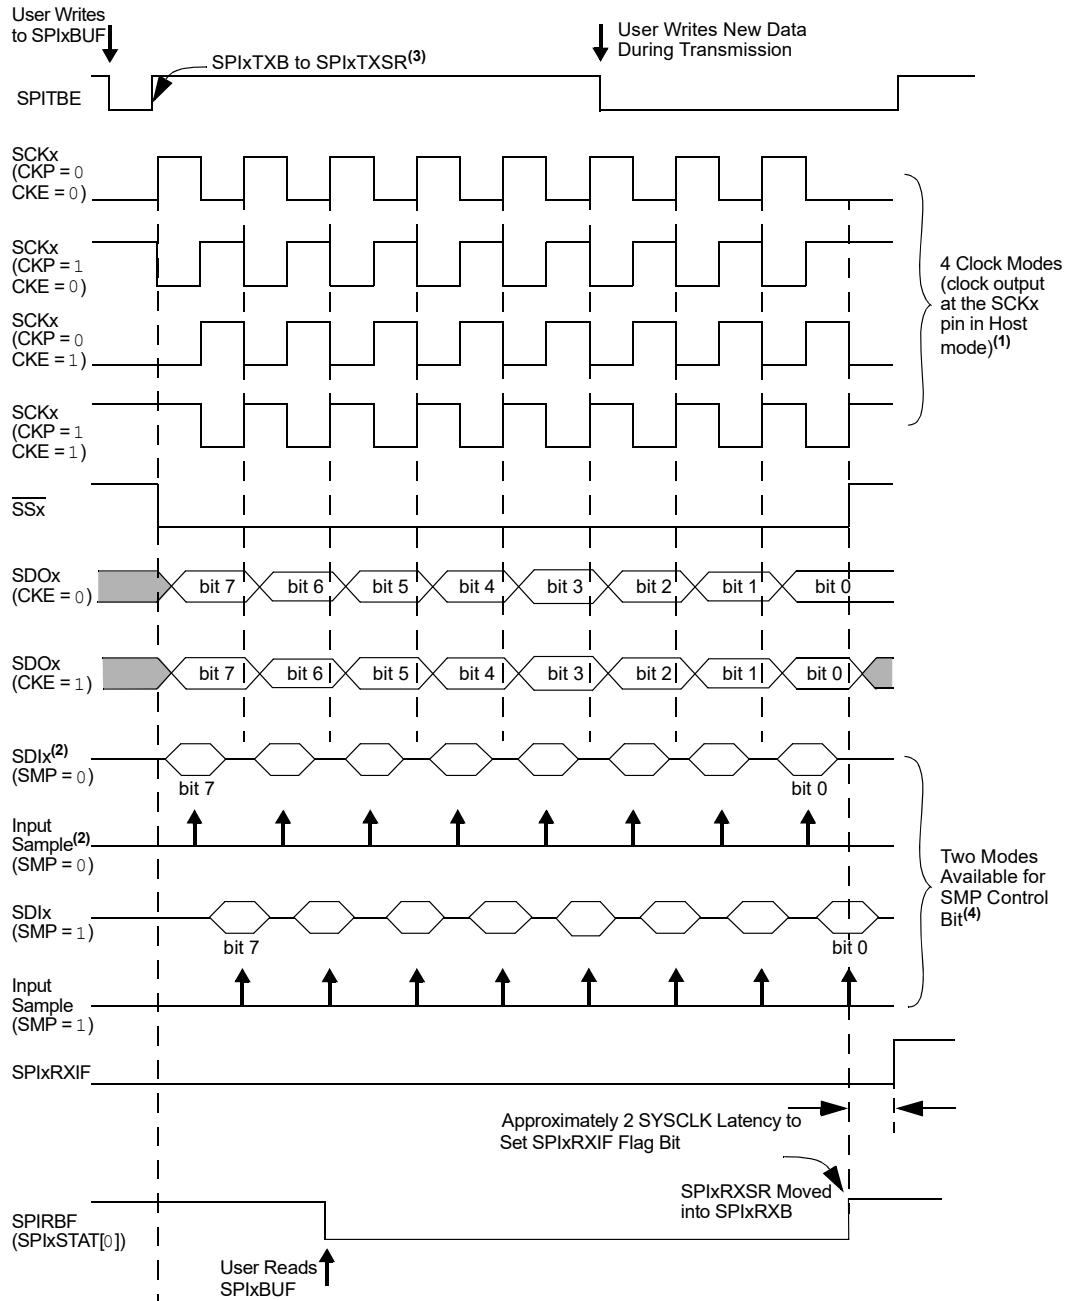 User Writes
to SPIxBUF
User Writes New Data
During Transmission
SPIxTXB to SPIxTXSR(3)
SPITBE
SCKx
(CKP = 0
CKE = 0)
SCKx
(CKP = 1
CKE = 0)
SCKx
(CKP = 0
CKE = 1)
SCKx
(CKP = 1
CKE = 1)
4 Clock Modes
(clock output
at the SCKx
pin in Host
mode)(1)
SSx
SDOx
(CKE = 0)
bit 7 bit 6 bit 5 bit 4 bit 3 bit 2 bit 1 bit 0
SDOx
(CKE = 1)
bit 7 bit 6 bit 5 bit 4 bit 3 bit 2 bit 1 bit 0
SDIx(2)
(SMP = 0)
bit 7 bit 0
Input
Sample(2)
(SMP = 0)
SDIx
(SMP = 1)
bit 7 bit 0
Input
Sample
(SMP = 1)
Two Modes
Available for
SMP Control
Bit(4)
SPIxRXIF
Approximately 2 SYSCLK Latency to
Set SPIxRXIF Flag Bit
SPIxRXSR Moved
into SPIxRXB
SPIRBF
(SPIxSTAT[0])
User Reads
SPIxBUF